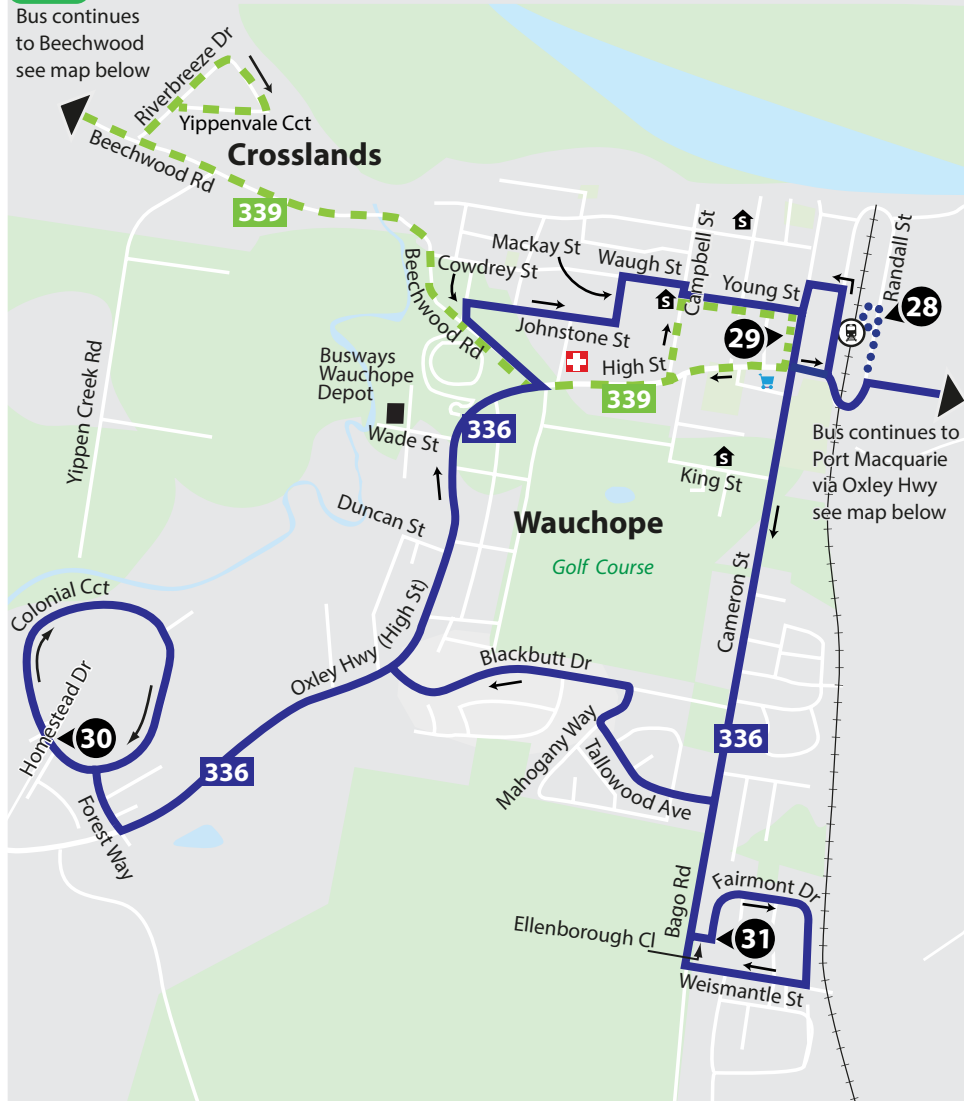 Bus continues
to Beechwood
see map below
Riverbreeze Dr
Yippenvale Cct
Crosslands
Beechwood Rd
339
Mackay St
Waugh St
Campbell St
S
Randall St
Cowdrey St
Young St
28
Beechwood Rd
S
Johnstone St
29
High St
Busways
Wauchope
Depot
339
336
Wade St
Bus continues to
Port Macquarie
via Oxley Hwy
see map below
Yippen Creek Rd
S
King St
Duncan St
Wauchope
Golf Course
Colonial Cct
Oxley Hwy (High St)
Cameron St
Blackbutt Dr
Homestead Dr
30
336
336
Mahogany Way
Tallowood Ave
Forest Way
Bago Rd
Fairmont Dr
Ellenborough Cl
31
Weismantle St